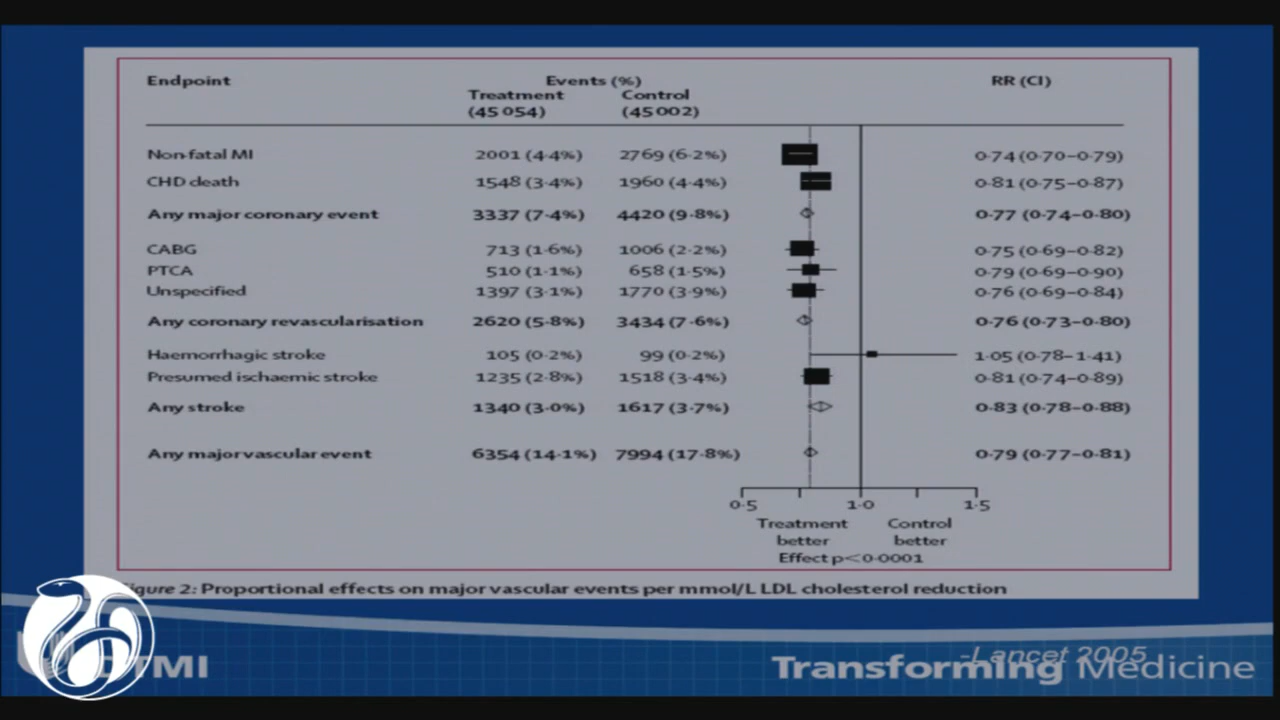 Endpoint Events (%) RR (CI)
Treatment Control
(45 054) (45 002)
Non-fatal MI 2001 (4·4%) 2769 (6·2%) 0·74 (0·70–0·79)
CHD death 1548 (3·4%) 1960 (4·4%) 0·81 (0·75–0·87)
Any major coronary event 3337 (7·4%) 4420 (9·8%) 0·77 (0·74–0·80)
CABG 713 (1·6%) 1006 (2·2%) 0·75 (0·69–0·82)
PTCA 510 (1·1%) 658 (1·5%) 0·79 (0·69–0·90)
Unspecified 1397 (3·1%) 1770 (3·9%) 0·76 (0·69–0·84)
Any coronary revascularisation 2620 (5·8%) 3434 (7·6%) 0·76 (0·73–0·80)
Haemorrhagic stroke 105 (0·2%) 99 (0·2%) 1·05 (0·78–1·41)
Presumed ischaemic stroke 1235 (2·8%) 1518 (3·4%) 0·81 (0·74–0·89)
Any stroke 1340 (3·0%) 1617 (3·7%) 0·83 (0·78–0·88)
Any major vascular event 6354 (14·1%) 7994 (17·8%) 0·79 (0·77–0·81)
0·5 1·0 1·5
Treatment Control
better better
Effect p<0·0001
Figure 2: Proportional effects on major vascular events per mmol/L LDL cholesterol reduction
-Lancet 2005
Transforming Medicine